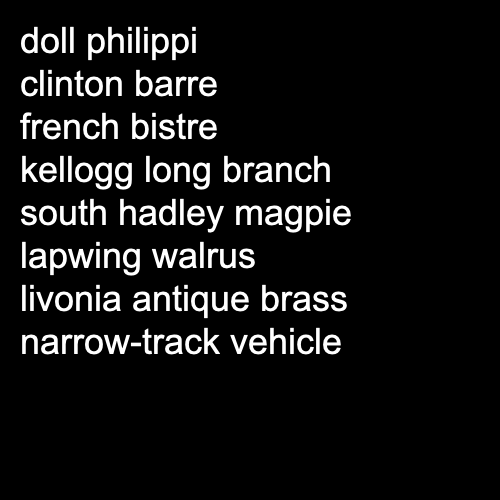 doll philippi
clinton barre
french bistre
kellogg long branch
south hadley magpie
lapwing walrus
livonia antique brass
narrow-track vehicle